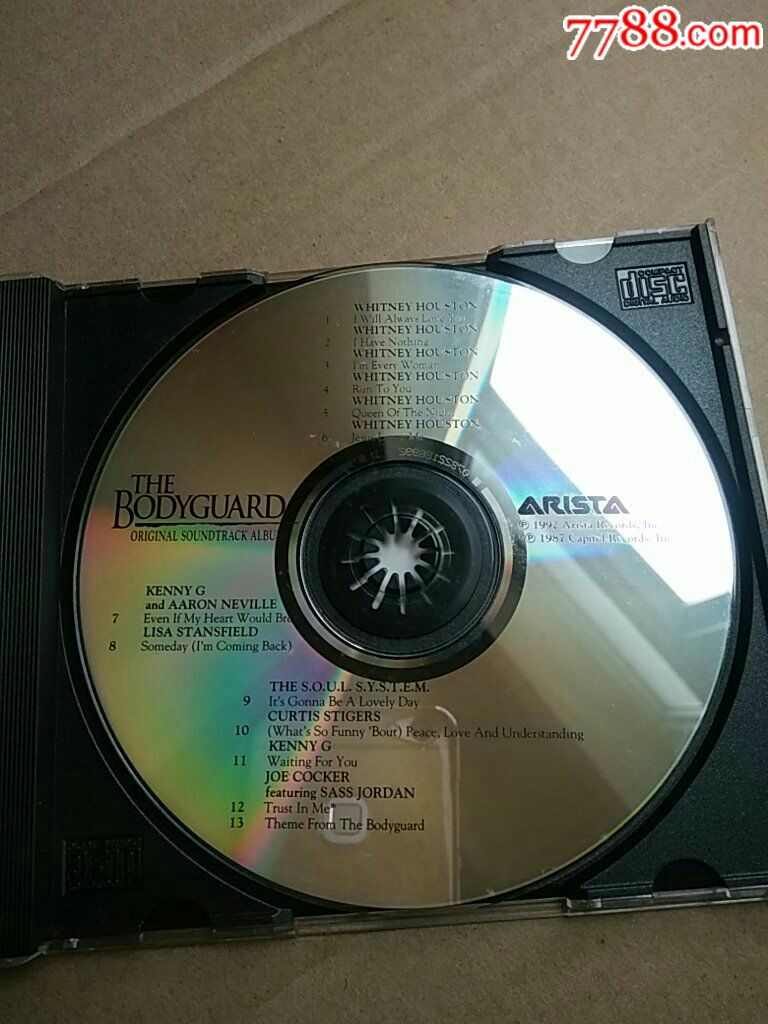 7788.com
COMPACT
disc
DIGITAL AUDIO
WHITNEY HOUSTON
1 I Will Always Love You
WHITNEY HOUSTON
2 I Have Nothing
WHITNEY HOUSTON
3 I'm Every Woman
WHITNEY HOUSTON
4 Run To You
WHITNEY HOUSTON
5 Queen Of The Night
WHITNEY HOUSTON
6 Jesus Loves Me
THE
BODYGUARD
ORIGINAL SOUNDTRACK ALBU
ARISTA
℗ 1992 Arista Records, Inc.
℗ 1987 Capitol Records, Inc.
KENNY G
and AARON NEVILLE
7 Even If My Heart Would Bre
LISA STANSFIELD
8 Someday (I'm Coming Back)
THE S.O.U.L. S.Y.S.T.E.M.
9 It's Gonna Be A Lovely Day
CURTIS STIGERS
10 (What's So Funny 'Bout) Peace, Love And Understanding
KENNY G
11 Waiting For You
JOE COCKER
featuring SASS JORDAN
12 Trust In Me*
13 Theme From The Bodyguard